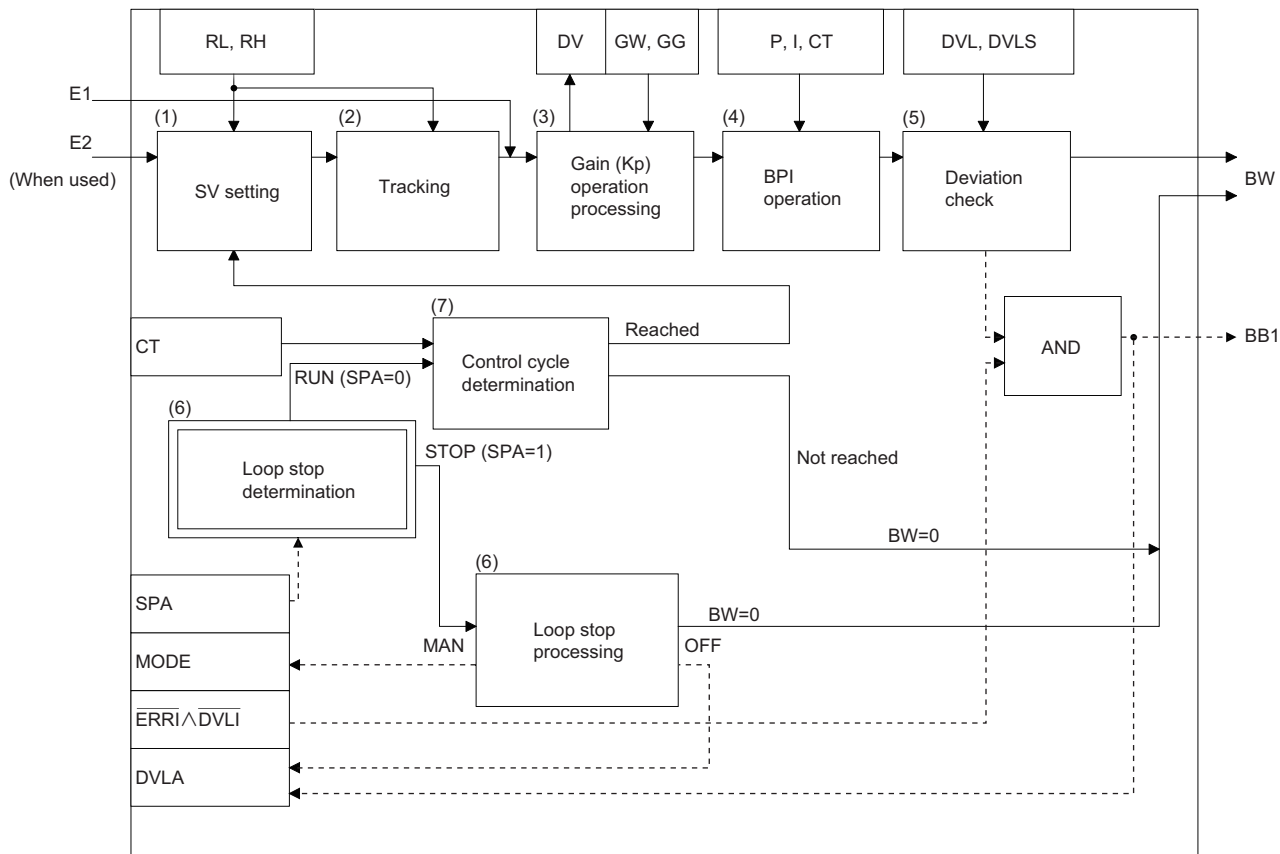 RL, RH
DV
GW, GG
P, I, CT
DVL, DVLS
E1
(1)
(2)
(3)
(4)
(5)
E2
(When used)
SV setting
Tracking
Gain (Kp)
operation
processing
BPI
operation
Deviation
check
BW
(7)
CT
Reached
Control cycle
determination
AND
BB1
RUN (SPA=0)
(6)
STOP (SPA=1)
Loop stop
determination
Not reached
BW=0
(6)
SPA
BW=0
MAN
Loop stop
processing
OFF
MODE
E̅R̅R̅I̅∧D̅V̅L̅I̅
DVLA